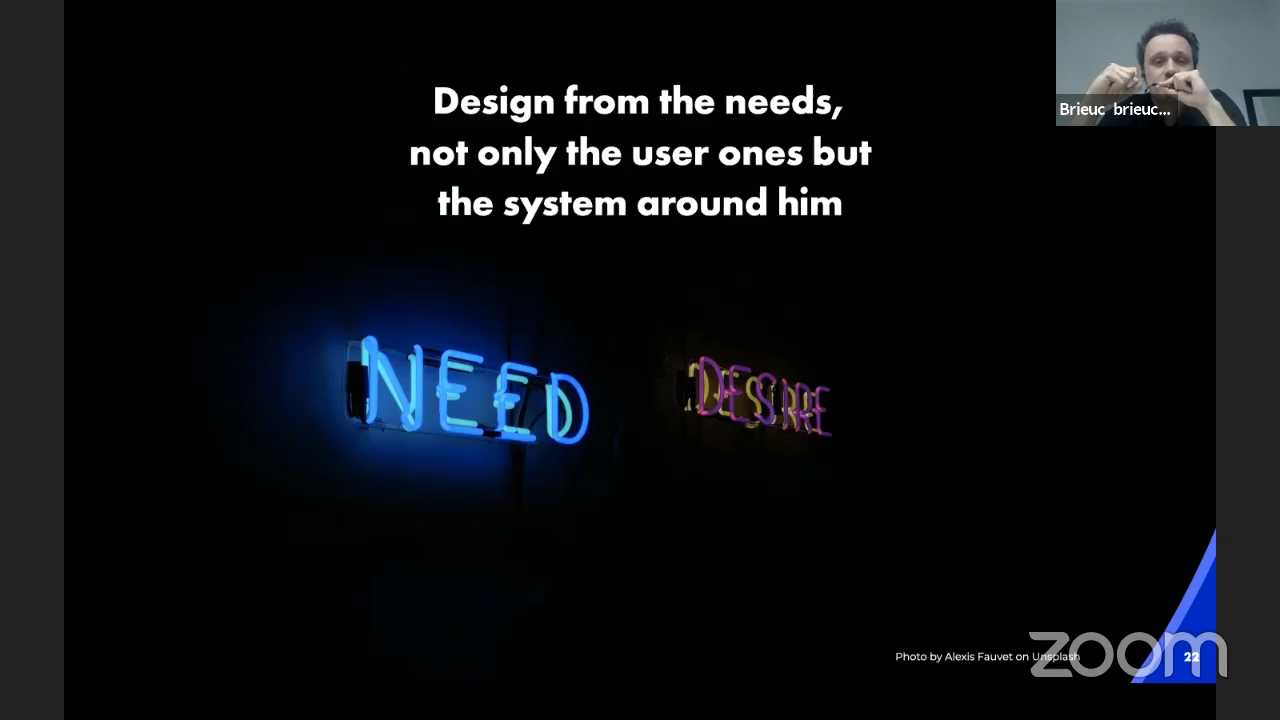 Design from the needs,
not only the user ones but
the system around him
Brieuc brieuc...
NEED
DESIRE
Photo by Alexis Fauvet on Unsplash
22
zoom